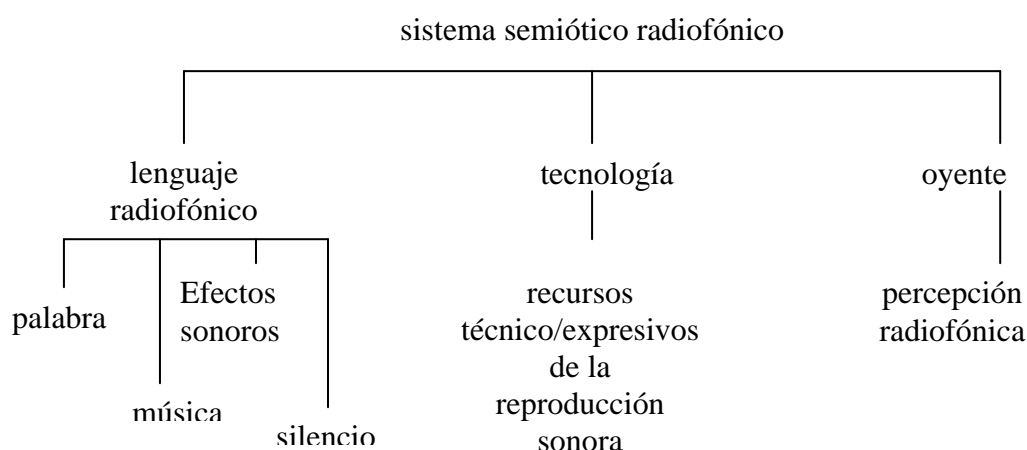 sistema semiótico radiofónico
lenguaje
radiofónico
tecnología
oyente
palabra
Efectos
sonoros
música
silencio
recursos
técnico/expresivos
de la
reproducción
sonora
percepción
radiofónica